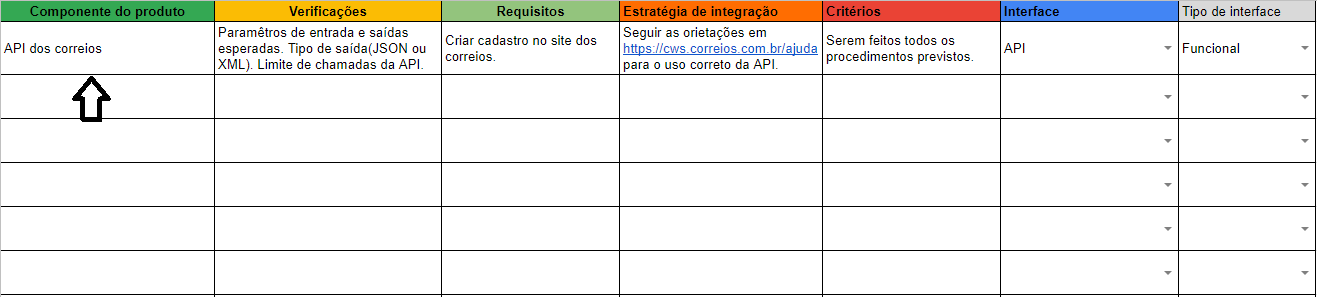 Componente do produto
Verificações
Requisitos
Estratégia de integração
Critérios
Interface
Tipo de interface
API dos correios
Paramêtros de entrada e saídas
esperadas. Tipo de saída(JSON ou
XML). Limite de chamadas da API.
Criar cadastro no site dos
correios.
Seguir as orietações em
https://cws.correios.com.br/ajuda
para o uso correto da API.
Serem feitos todos os
procedimentos previstos.
API
Funcional